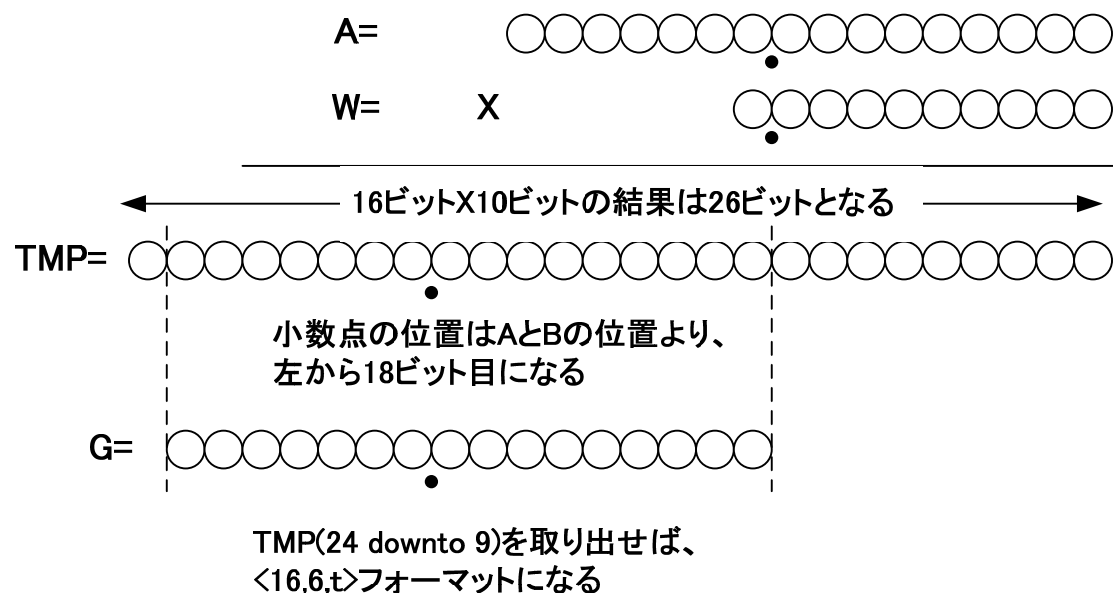 A=
W= X
16ビットX10ビットの結果は26ビットとなる
TMP=
小数点の位置はAとBの位置より、
左から18ビット目になる
G=
TMP(24 downto 9)を取り出せば、
<16,6,t>フォーマットになる